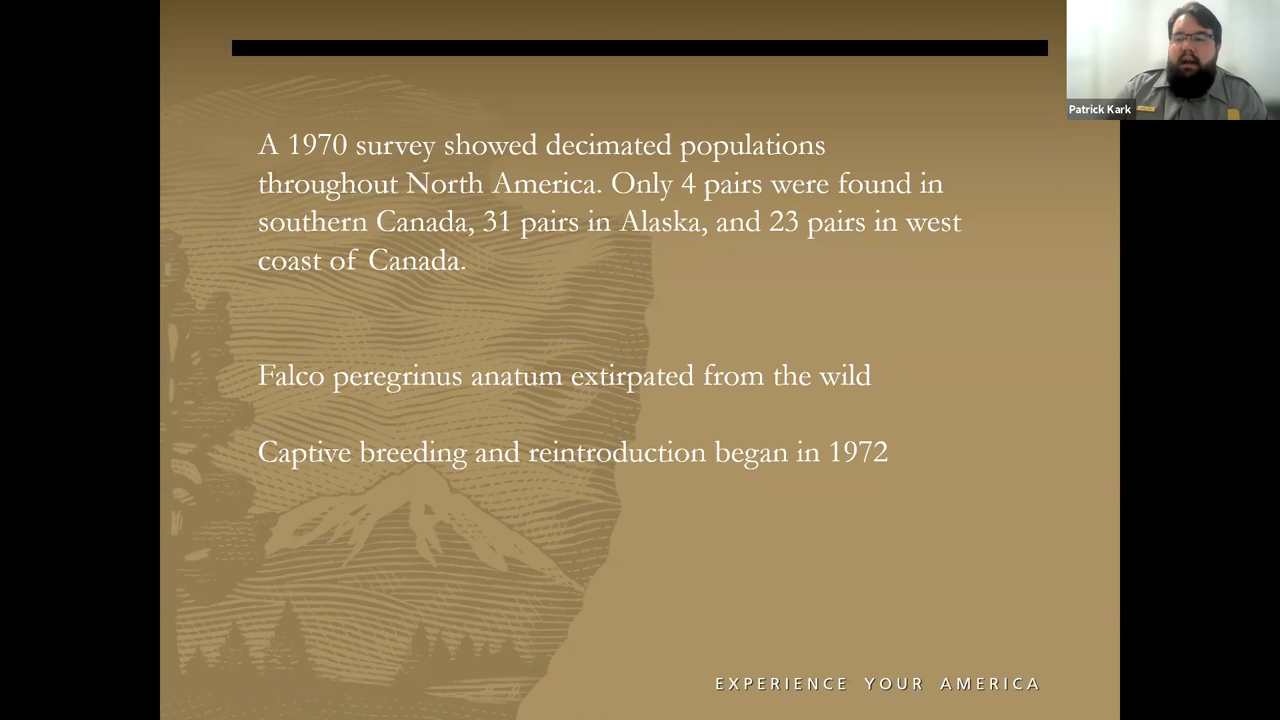 A 1970 survey showed decimated populations
throughout North America. Only 4 pairs were found in
southern Canada, 31 pairs in Alaska, and 23 pairs in west
coast of Canada.
Falco peregrinus anatum extirpated from the wild
Captive breeding and reintroduction began in 1972
EXPERIENCE YOUR AMERICA
Patrick Kark